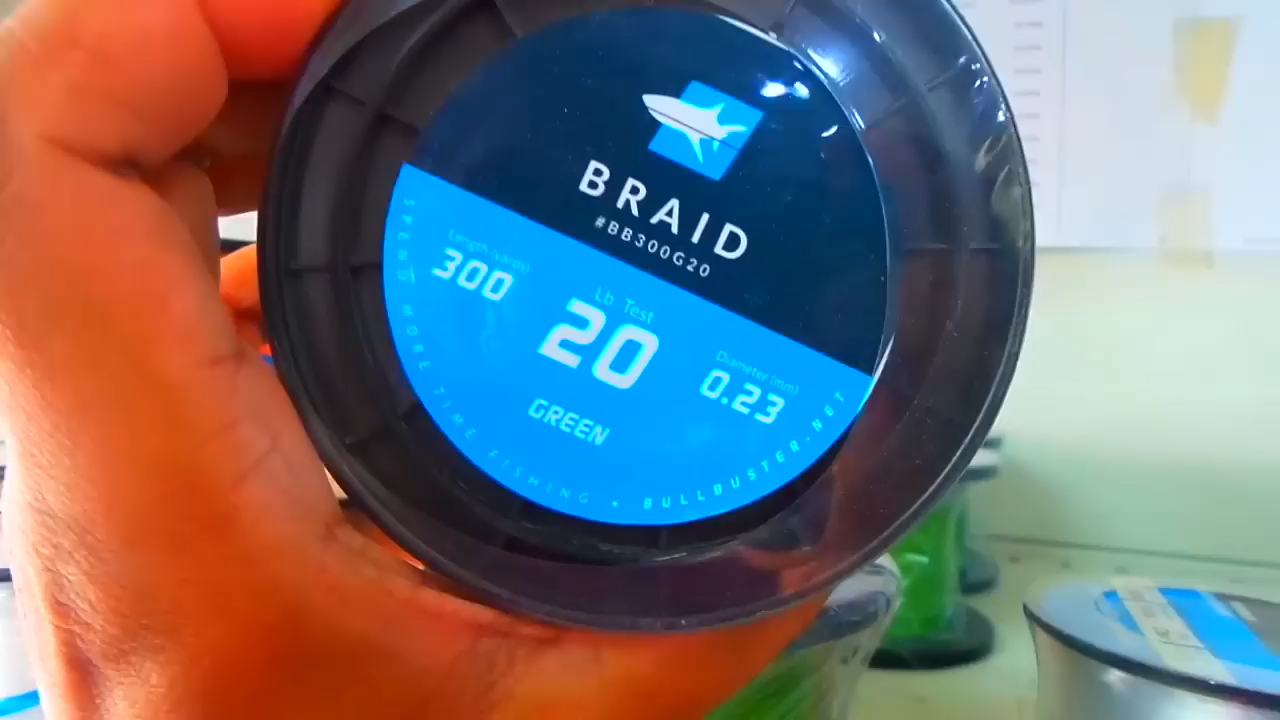 BRAID
#BB300G20
Length (yards)
300
Lb Test
20
Diameter (mm)
0.23
GREEN
SPEND MORE TIME FISHING * BULLBUSTER.NET